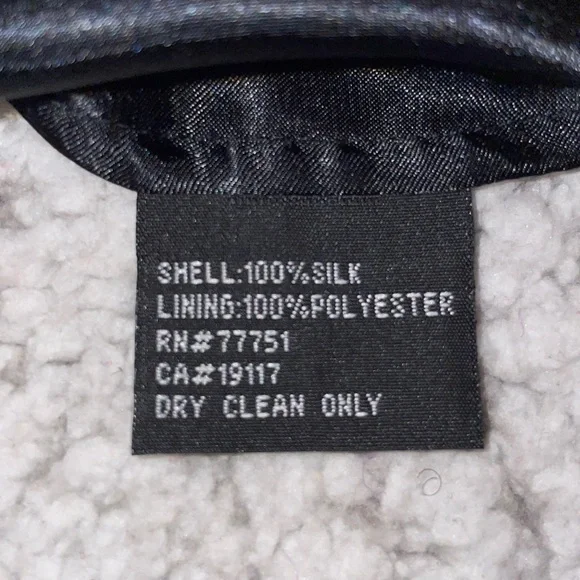 SHELL:100%SILK
LINING:100%POLYESTER
RN#77751
CA#19117
DRY CLEAN ONLY